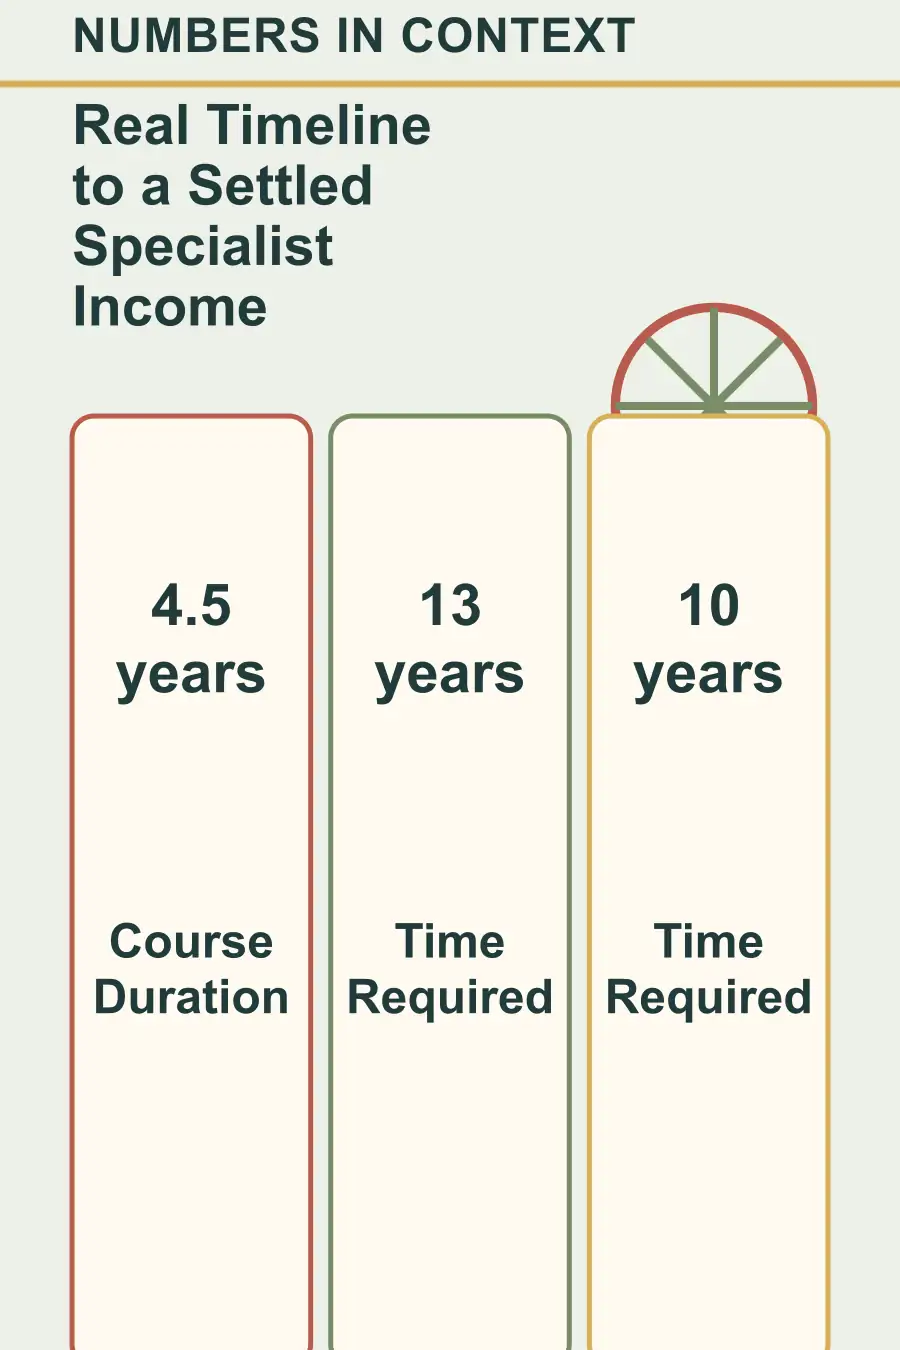 NUMBERS IN CONTEXT
Real Timeline
to a Settled
Specialist
Income
4.5
years
Course
Duration
13
years
Time
Required
10
years
Time
Required